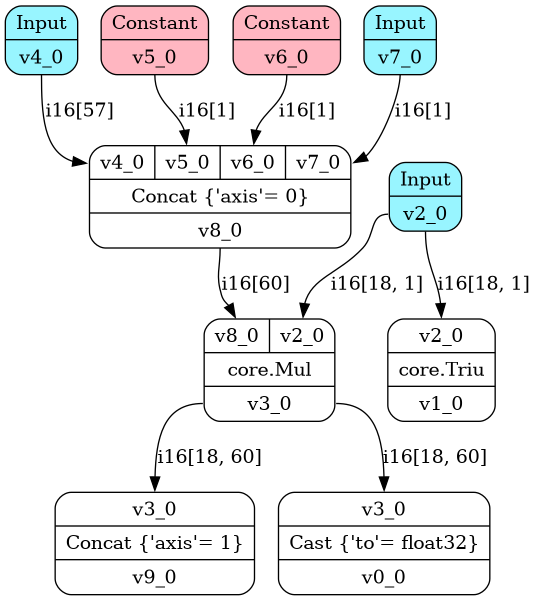 Input
v4_0
Constant
v5_0
Constant
v6_0
Input
v7_0
i16[57]
i16[1]
i16[1]
i16[1]
v4_0 v5_0 v6_0 v7_0
Concat {'axis'= 0}
v8_0
Input
v2_0
i16[60]
i16[18, 1]
i16[18, 1]
v8_0 v2_0
core.Mul
v3_0
v2_0
core.Triu
v1_0
i16[18, 60]
i16[18, 60]
v3_0
Concat {'axis'= 1}
v9_0
v3_0
Cast {'to'= float32}
v0_0